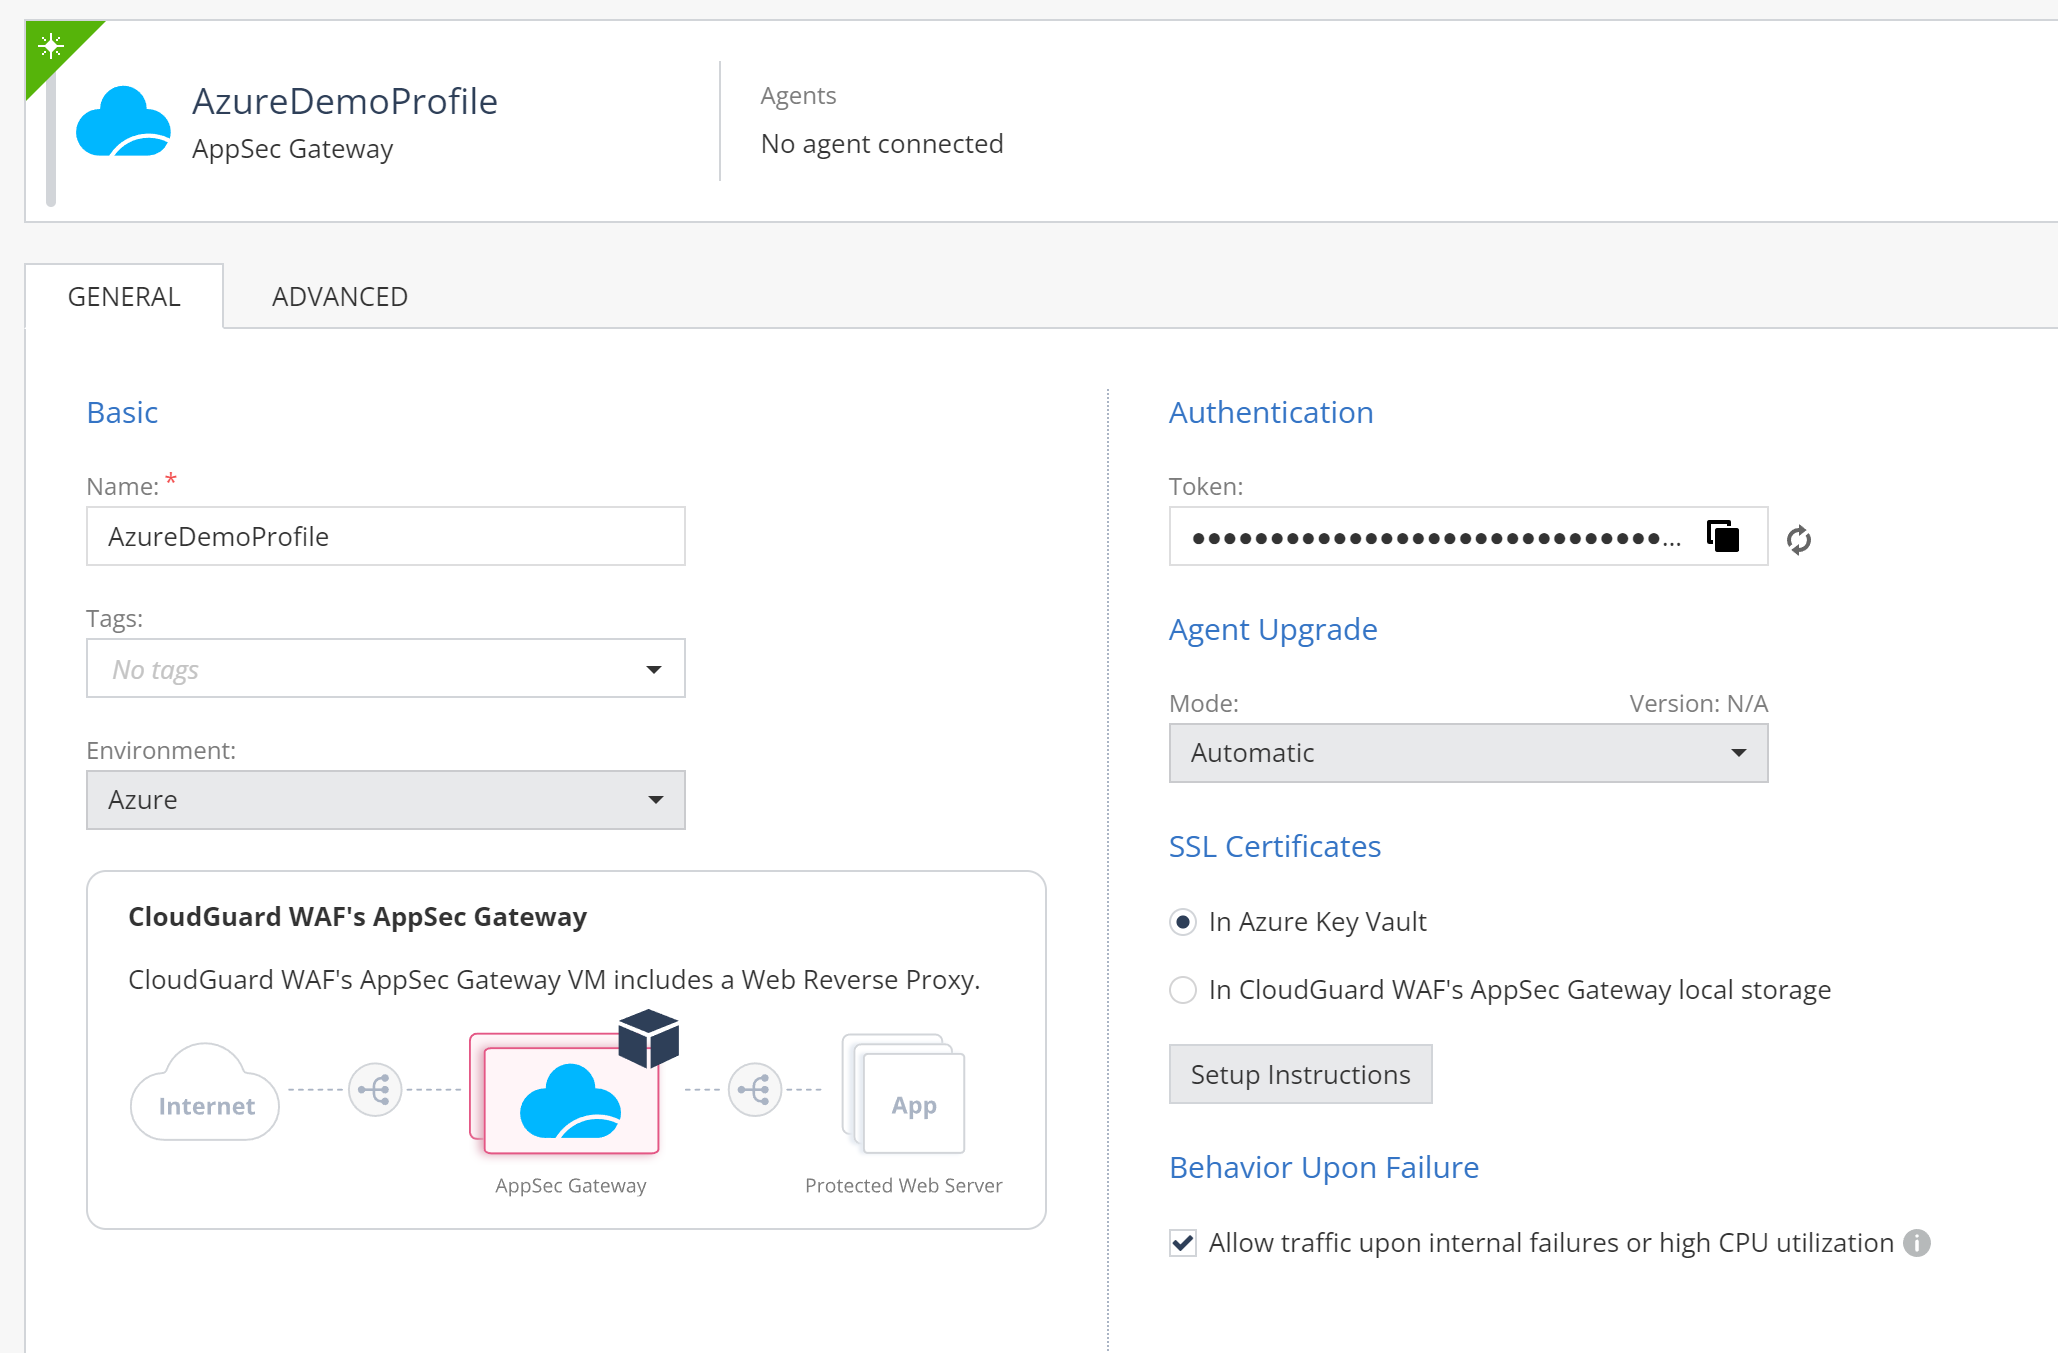 AzureDemoProfile
AppSec Gateway
Agents
No agent connected
GENERAL
ADVANCED
Basic
Name: *
AzureDemoProfile
Tags:
No tags
Environment:
Azure
CloudGuard WAF's AppSec Gateway
CloudGuard WAF's AppSec Gateway VM includes a Web Reverse Proxy.
Internet
App
AppSec Gateway
Protected Web Server
Authentication
Token:
●●●●●●●●●●●●●●●●●●●●●●●●●●●●●●...
Agent Upgrade
Mode:
Version: N/A
Automatic
SSL Certificates
In Azure Key Vault
In CloudGuard WAF's AppSec Gateway local storage
Setup Instructions
Behavior Upon Failure
Allow traffic upon internal failures or high CPU utilization